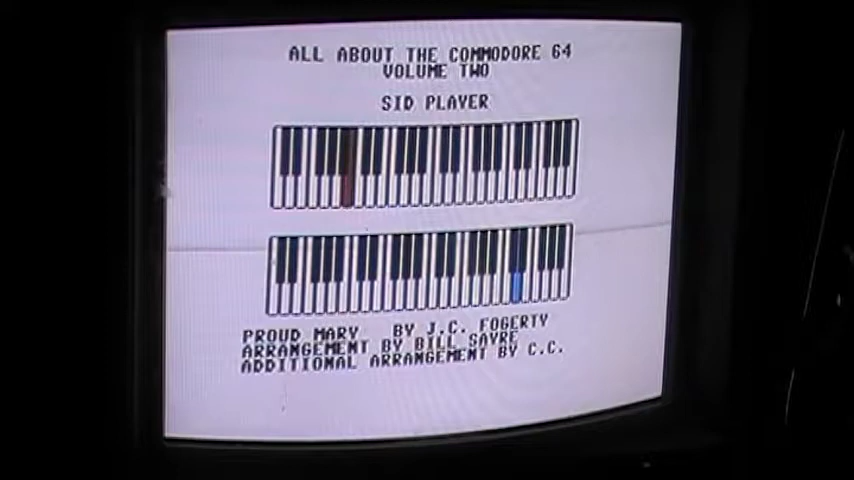 ALL ABOUT THE COMMODORE 64
VOLUME TWO
SID PLAYER
PROUD MARY BY J.C. FOGERTY
ARRANGEMENT BY BILL SAYRE
ADDITIONAL ARRANGEMENT BY C.C.